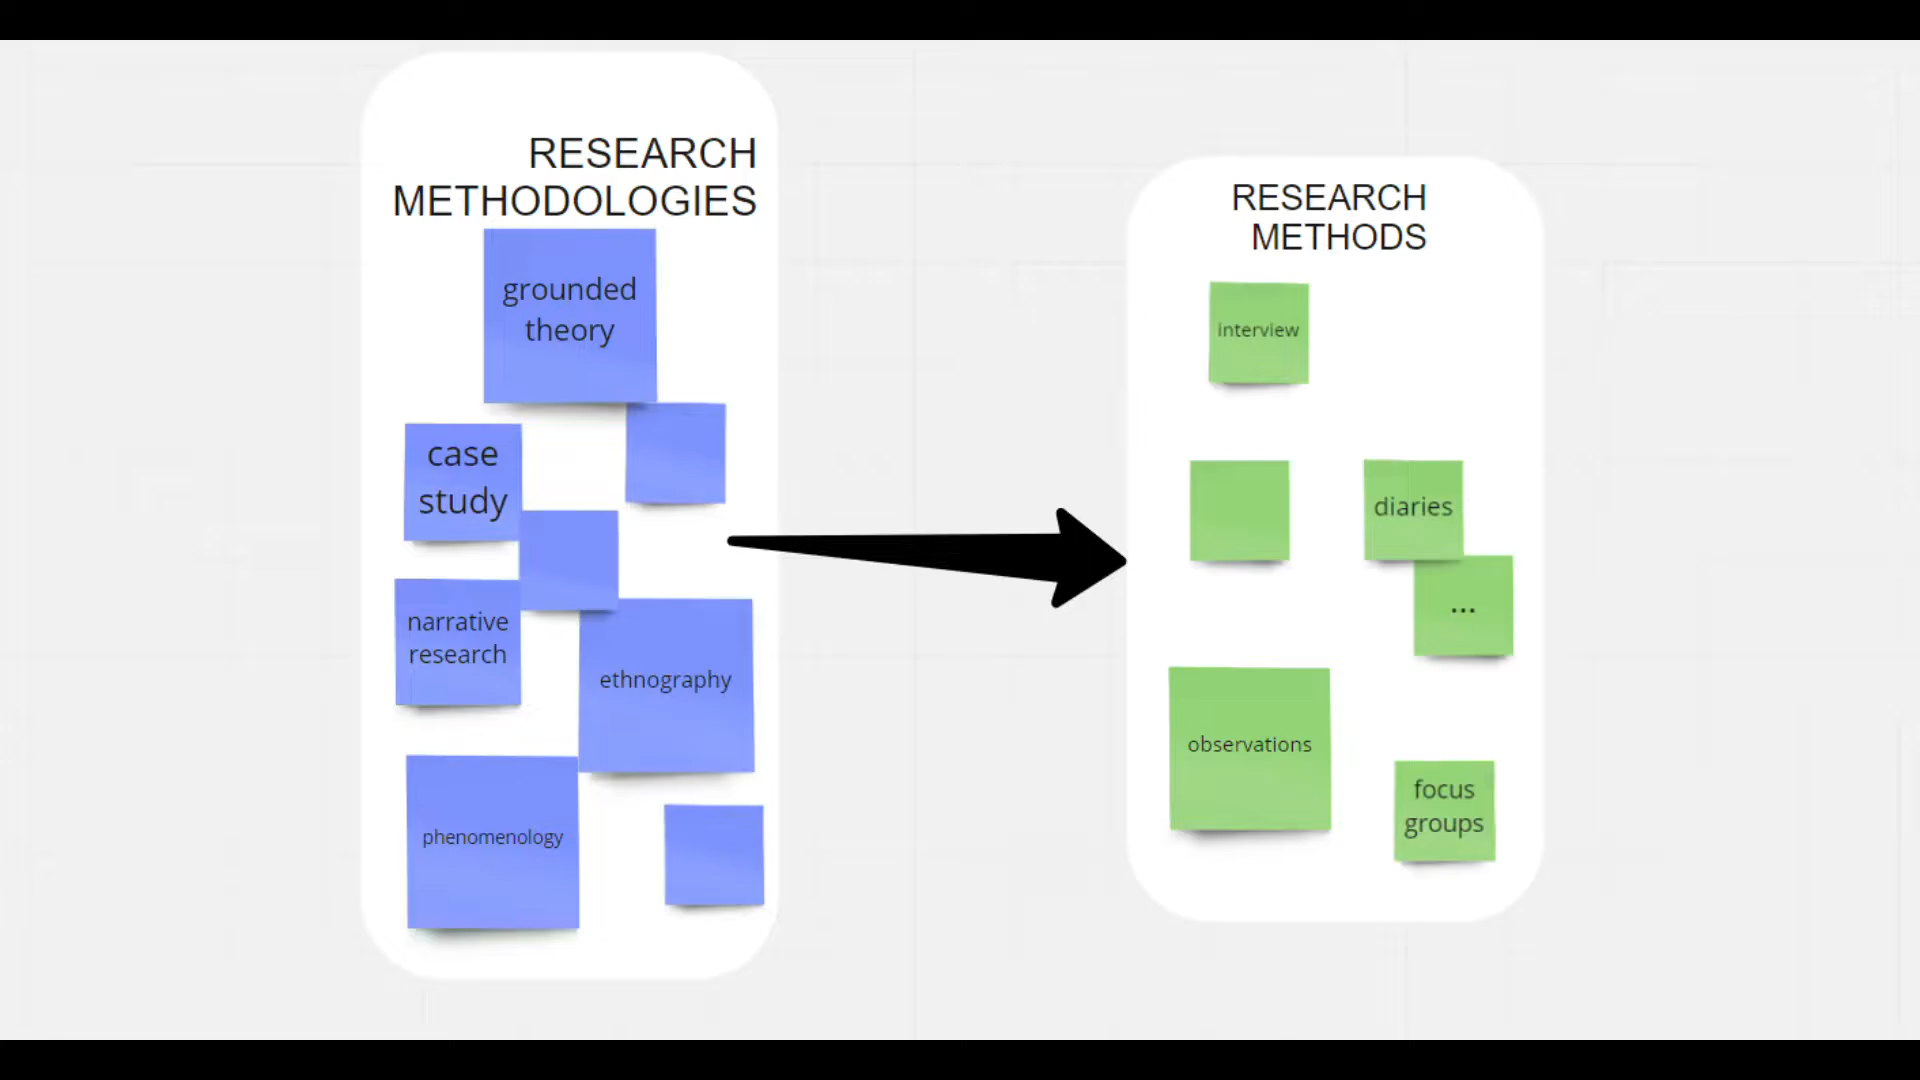 RESEARCH
METHODOLOGIES
grounded
theory
case
study
narrative
research
ethnography
phenomenology
RESEARCH
METHODS
interview
diaries
...
observations
focus
groups